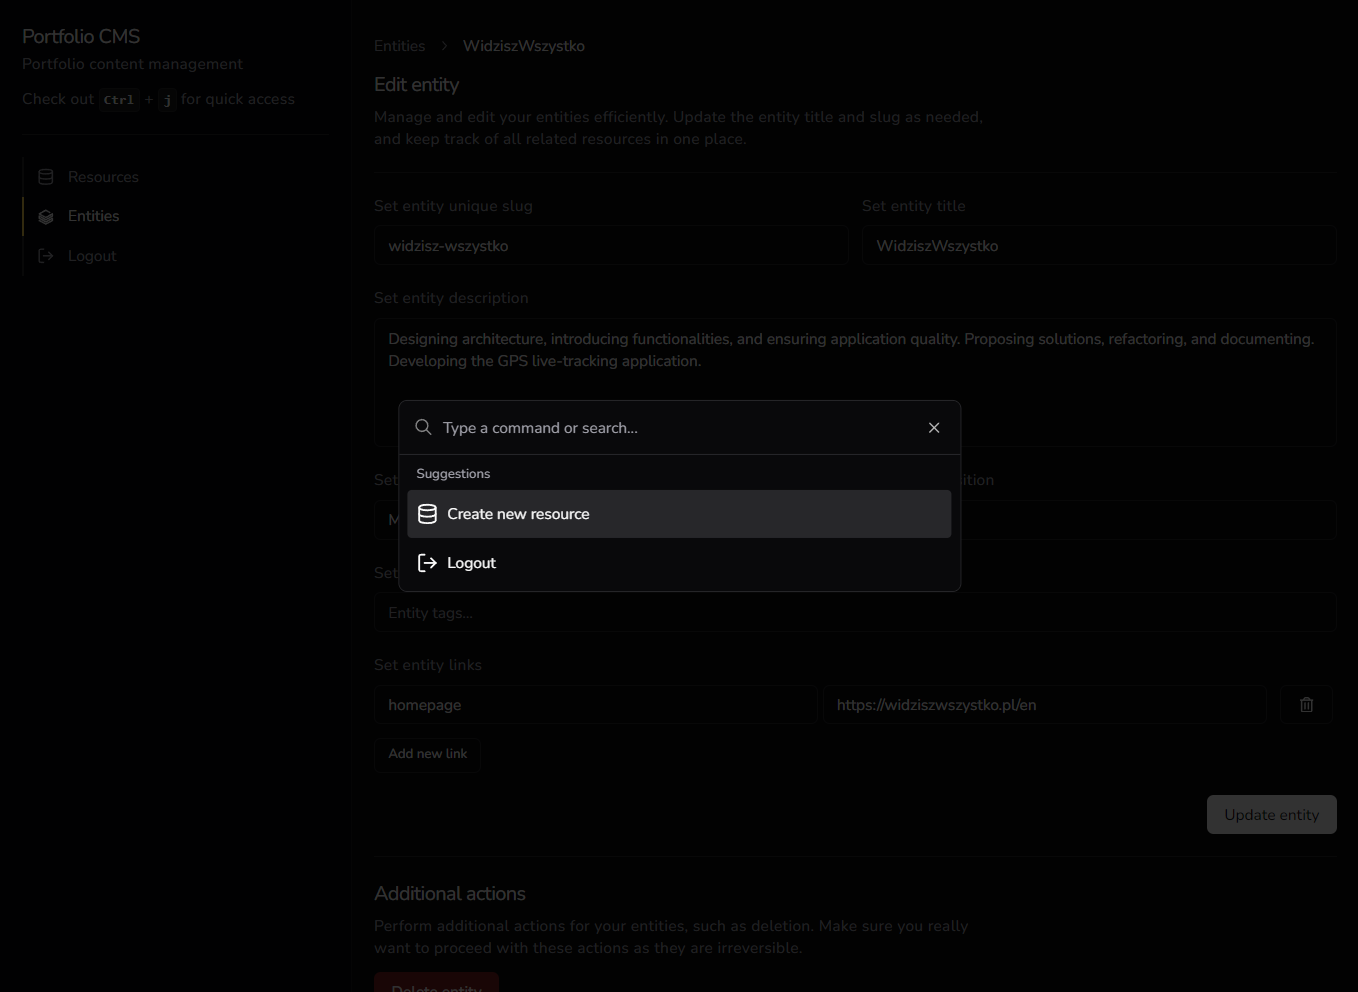 Portfolio CMS
Portfolio content management
Check out Ctrl + j for quick access
Resources
Entities
Logout
Entities > WidziszWszystko
Edit entity
Manage and edit your entities efficiently. Update the entity title and slug as needed,
and keep track of all related resources in one place.
Set entity unique slug
Set entity title
widzisz-wszystko
WidziszWszystko
Set entity description
Designing architecture, introducing functionalities, and ensuring application quality. Proposing solutions, refactoring, and documenting.
Developing the GPS live-tracking application.
Type a command or search...
Suggestions
Create new resource
Logout
Set
Set
Entity tags...
Set entity links
homepage
https://widziszwszystko.pl/en
Add new link
Update entity
Additional actions
Perform additional actions for your entities, such as deletion. Make sure you really
want to proceed with these actions as they are irreversible.
Delete entity